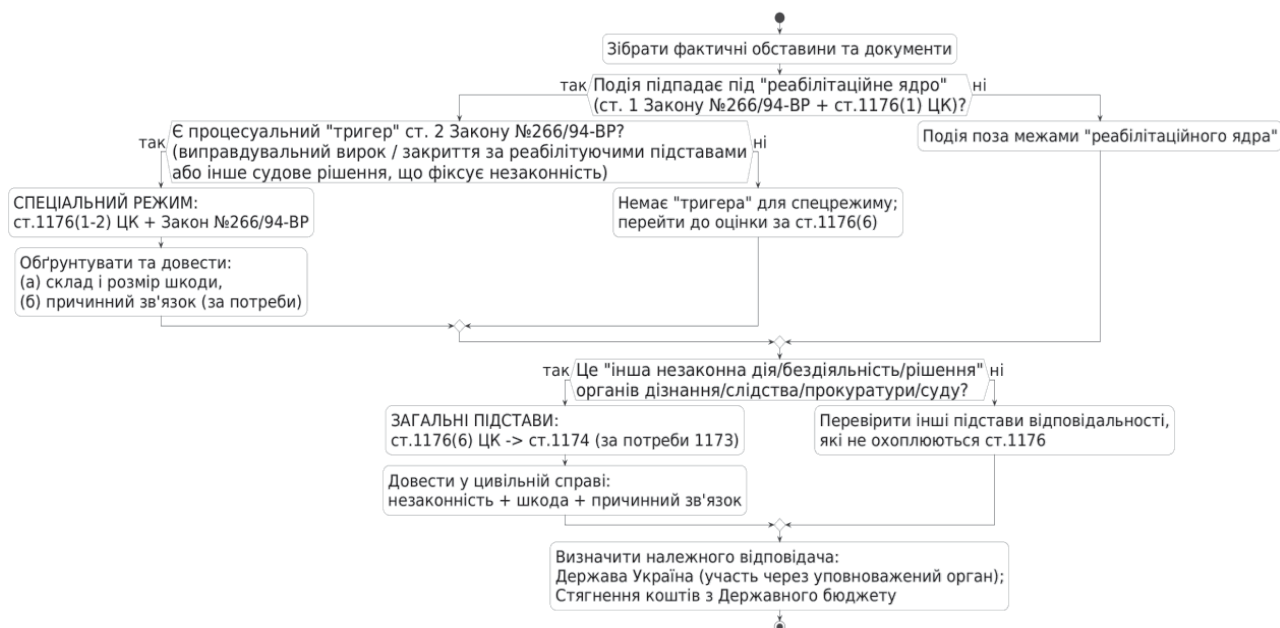 Зібрати фактичні обставини та документи
так
Подія підпадає під "реабілітаційне ядро"
(ст. 1 Закону №266/94-ВР + ст.1176(1) ЦК)?
ні
так
Є процесуальний "тригер" ст. 2 Закону №266/94-ВР?
(виправдувальний вирок / закриття за реабілітуючими підставами
або інше судове рішення, що фіксує незаконність)
ні
Подія поза межами "реабілітаційного ядра"
СПЕЦІАЛЬНИЙ РЕЖИМ:
ст.1176(1-2) ЦК + Закон №266/94-ВР
Немає "тригера" для спецрежиму;
перейти до оцінки за ст.1176(6)
Обґрунтувати та довести:
(а) склад і розмір шкоди,
(б) причинний зв'язок (за потреби)
так
Це "інша незаконна дія/бездіяльність/рішення"
органів дізнання/слідства/прокуратури/суду?
ні
ЗАГАЛЬНІ ПІДСТАВИ:
ст.1176(6) ЦК -> ст.1174 (за потреби 1173)
Перевірити інші підстави відповідальності,
які не охоплюються ст.1176
Довести у цивільній справі:
незаконність + шкода + причинний зв'язок
Визначити належного відповідача:
Держава Україна (участь через уповноважений орган);
Стягнення коштів з Державного бюджету